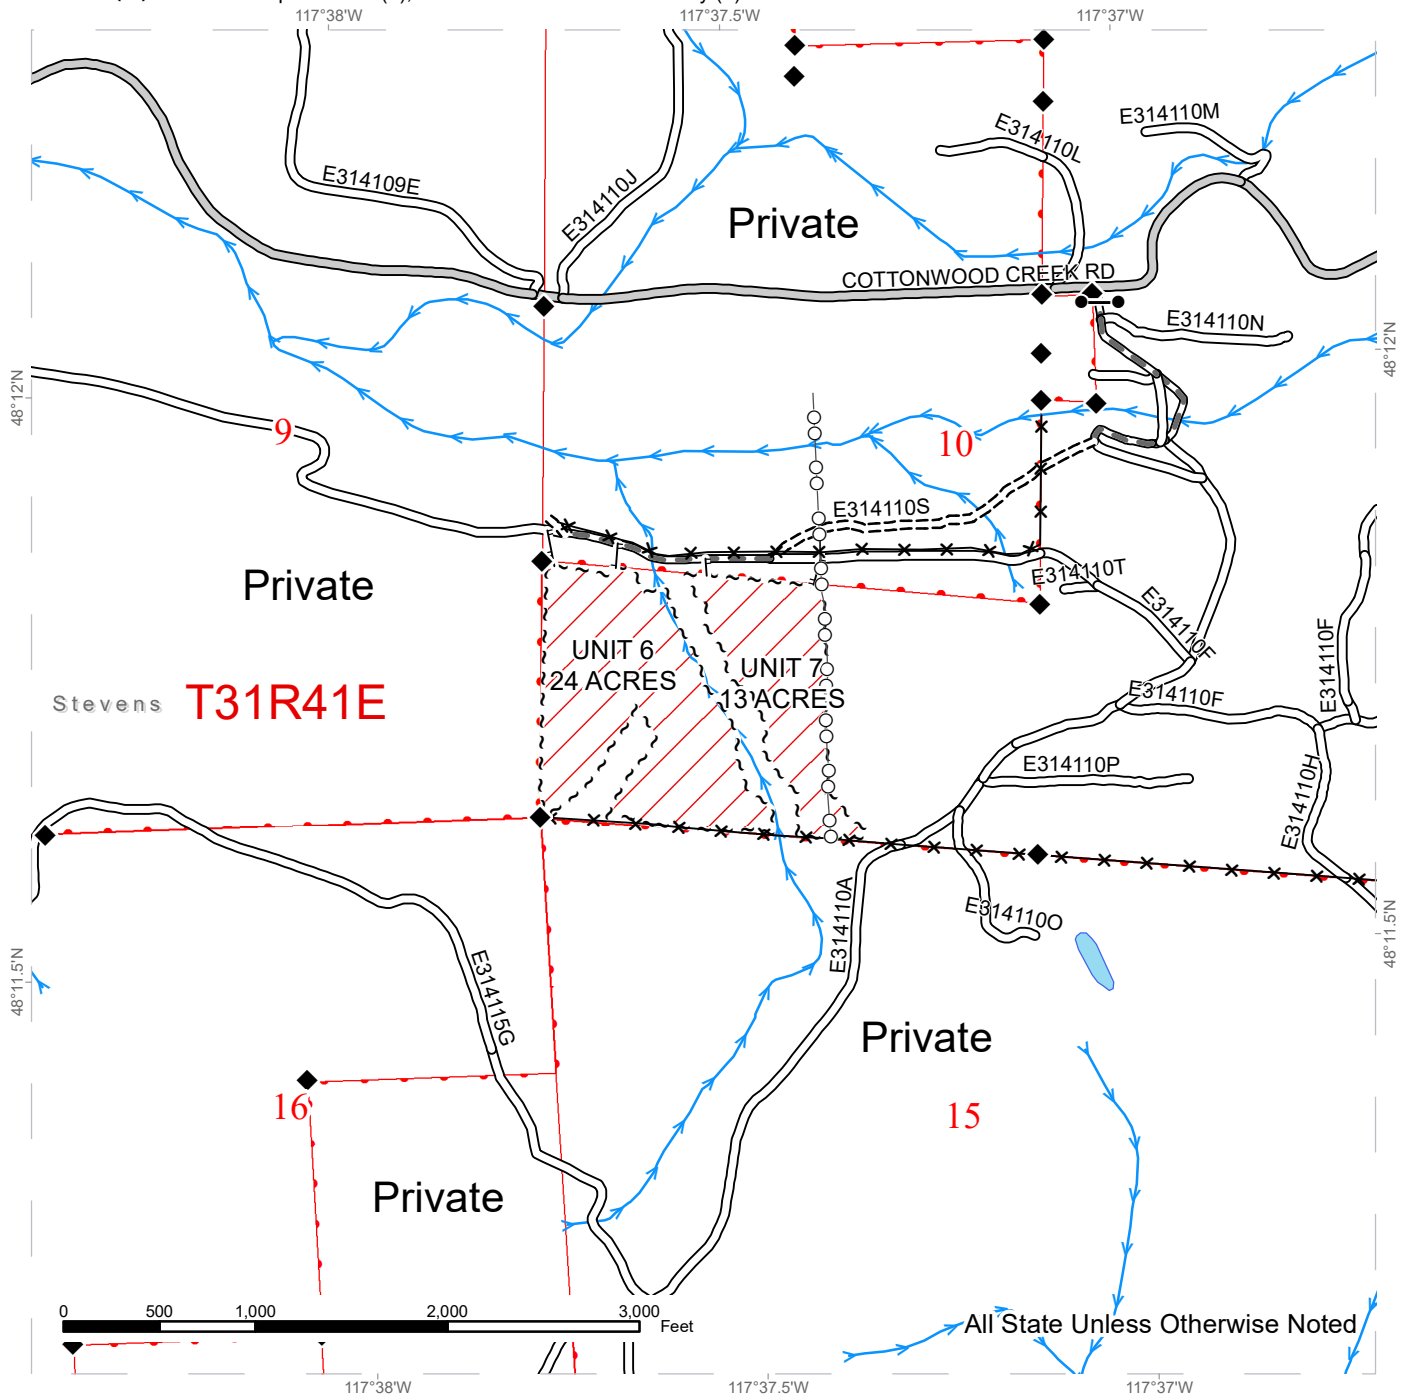 117°38'W
117°37.5'W
117°37'W
E314110M
E314110L
E314109E
E314110J
Private
COTTONWOOD CREEK RD
E314110N
48°12'N
48°12'N
9
10
E314110S
E314110T
Private
E314110F
E314110F
UNIT 6
24 ACRES
UNIT 7
13 ACRES
E314110F
Stevens
T31R41E
E314110P
E314110H
E314110A
E314110O
48°11.5'N
48°11.5'N
E314115G
Private
16
15
Private
0
500
1,000
2,000
3,000
Feet
All State Unless Otherwise Noted
117°38'W
117°37.5'W
117°37'W